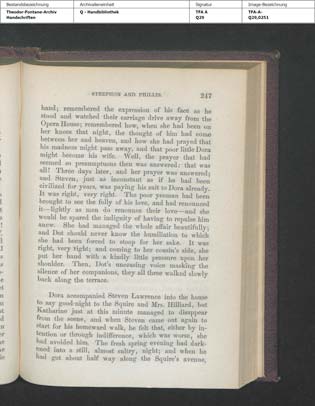 Bestandsbezeichnung Archivalieneinheit Signatur Image-Bezeichnung
Theodor-Fontane-Archiv Q - Handbibliothek TFA A TFA-A-
Handschriften Q29 Q29,0251
STEEPHON AND PHILLIS. 247
hand; remembered the expression of his face as he
stood and watched their carriage drive away from the
Opera House; remembered how, when she had been on
her knees that night, the thought of him had come
between her and heaven, and how she had prayed that
his madness might pass away, and that poor little Dora
might become his wife. Well, the prayer that had
seemed so presumptuous then was answered: that was
all! Three days later, and her prayer was answered;
and Steven, just as inconstant as if he had been
civilized for years, was paying his suit to Dora already.
It was right, very right. The poor yeoman had been
brought to see the folly of his love, and had renounced
it—lightly as men do renounce their love—and she
would be spared the indignity of having to repulse him
anew. She had managed the whole affair beautifully;
and Dot should never know the humiliation to which
she had been forced to stoop for her sake. It was
right, very right; and coming to her cousin's side, she
put her hand with a kindly little pressure upon her
shoulder. Then, Dot's unceasing voice masking the
silence of her companions, they all three walked slowly
back along the terrace.
Dora accompanied Steven Lawrence into the house
to say good-night to the Squire and Mrs. Hilliard, but
Katharine just at this minute managed to disappear
from the scene, and when Steven came out again to
start for his homeward walk, he felt that, either by in-
tention or through indifference, which was worse, she
had avoided him. The fresh spring evening had dark-
ened into a still, almost sultry, night; and when he
had got about half way along the Squire's avenue,